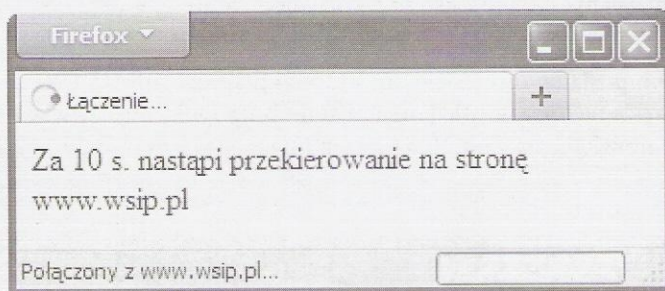 Firefox
Łączenie...
Za 10 s. nastąpi przekierowanie na stronę
www.wsip.pl
Połączony z www.wsip.pl...